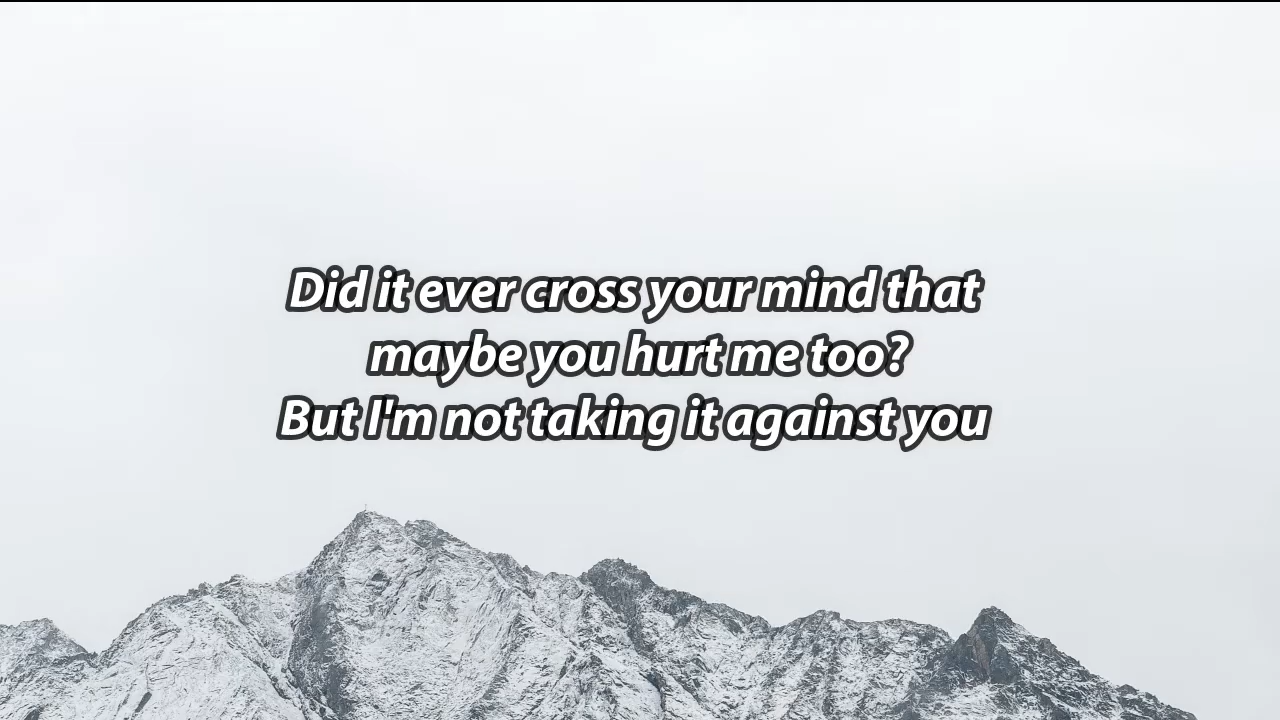 Did it ever cross your mind that
maybe you hurt me too?
But I'm not taking it against you